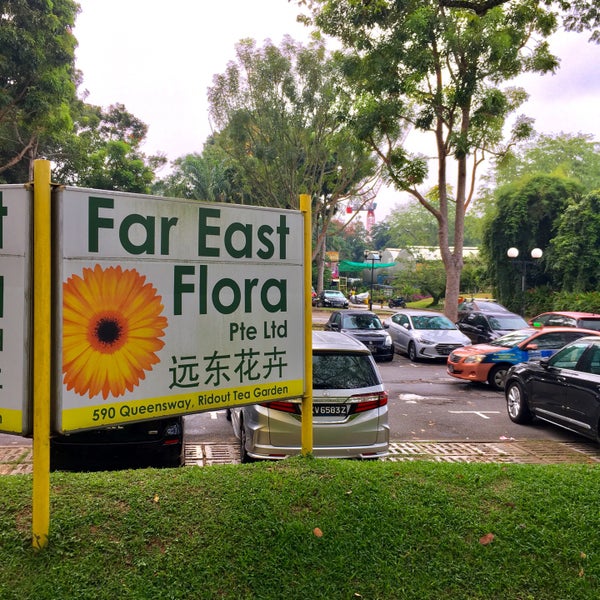 Far East
Flora
Pte Ltd
远东花卉
590 Queensway, Ridout Tea Garden